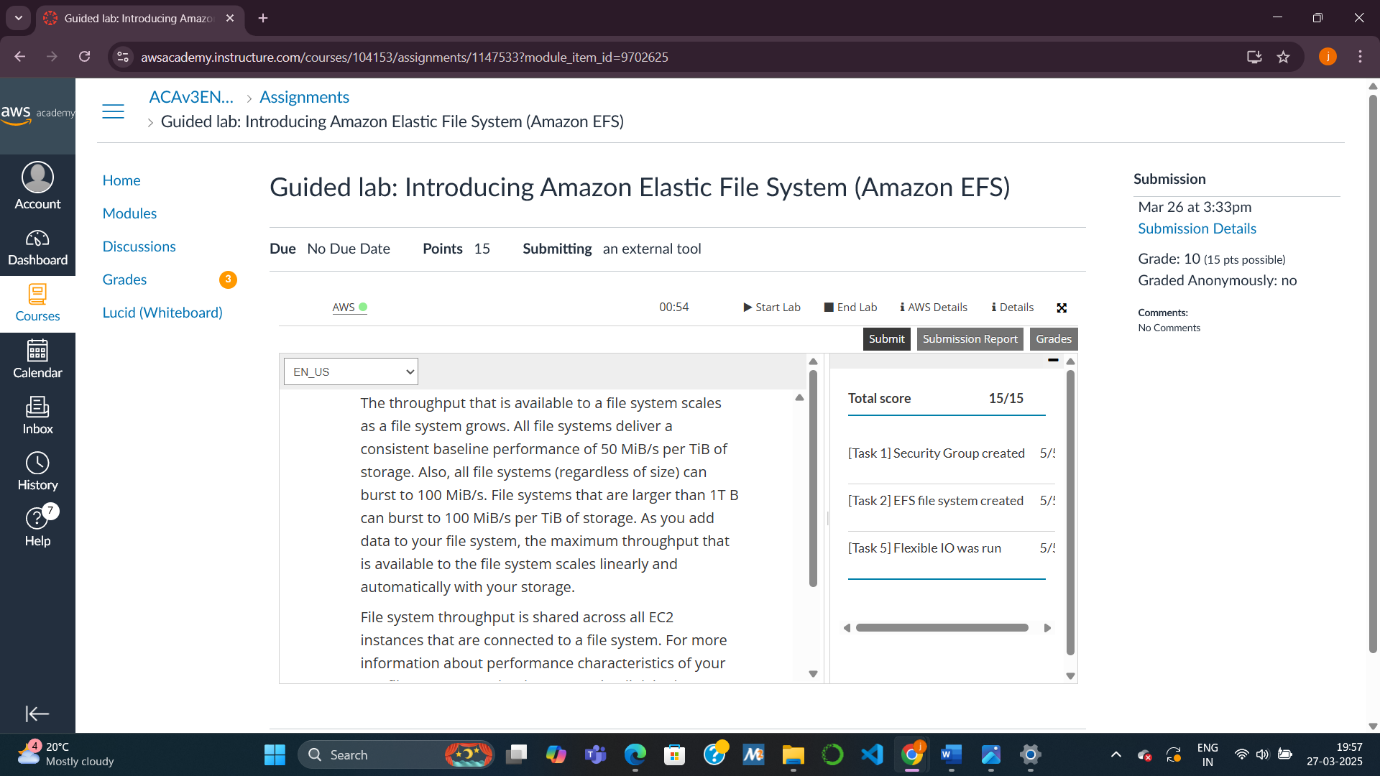 Guided lab: Introducing Amazo
awsacademy.instructure.com/courses/104153/assignments/1147533?module_item_id=9702625
j
aws academy
Account
Dashboard
Courses
Calendar
Inbox
History
7
Help
ACAv3EN... > Assignments
> Guided lab: Introducing Amazon Elastic File System (Amazon EFS)
Home
Modules
Discussions
Grades 3
Lucid (Whiteboard)
Guided lab: Introducing Amazon Elastic File System (Amazon EFS)
Due No Due Date Points 15 Submitting an external tool
AWS 00:54 Start Lab End Lab AWS Details Details
Submit Submission Report Grades
EN_US
The throughput that is available to a file system scales
as a file system grows. All file systems deliver a
consistent baseline performance of 50 MiB/s per TiB of
storage. Also, all file systems (regardless of size) can
burst to 100 MiB/s. File systems that are larger than 1T B
can burst to 100 MiB/s per TiB of storage. As you add
data to your file system, the maximum throughput that
is available to the file system scales linearly and
automatically with your storage.
File system throughput is shared across all EC2
instances that are connected to a file system. For more
information about performance characteristics of your
Total score 15/15
[Task 1] Security Group created 5/5
[Task 2] EFS file system created 5/5
[Task 5] Flexible IO was run 5/5
Submission
Mar 26 at 3:33pm
Submission Details
Grade: 10 (15 pts possible)
Graded Anonymously: no
Comments:
No Comments
4
20°C
Mostly cloudy
Search
ENG
IN
19:57
27-03-2025